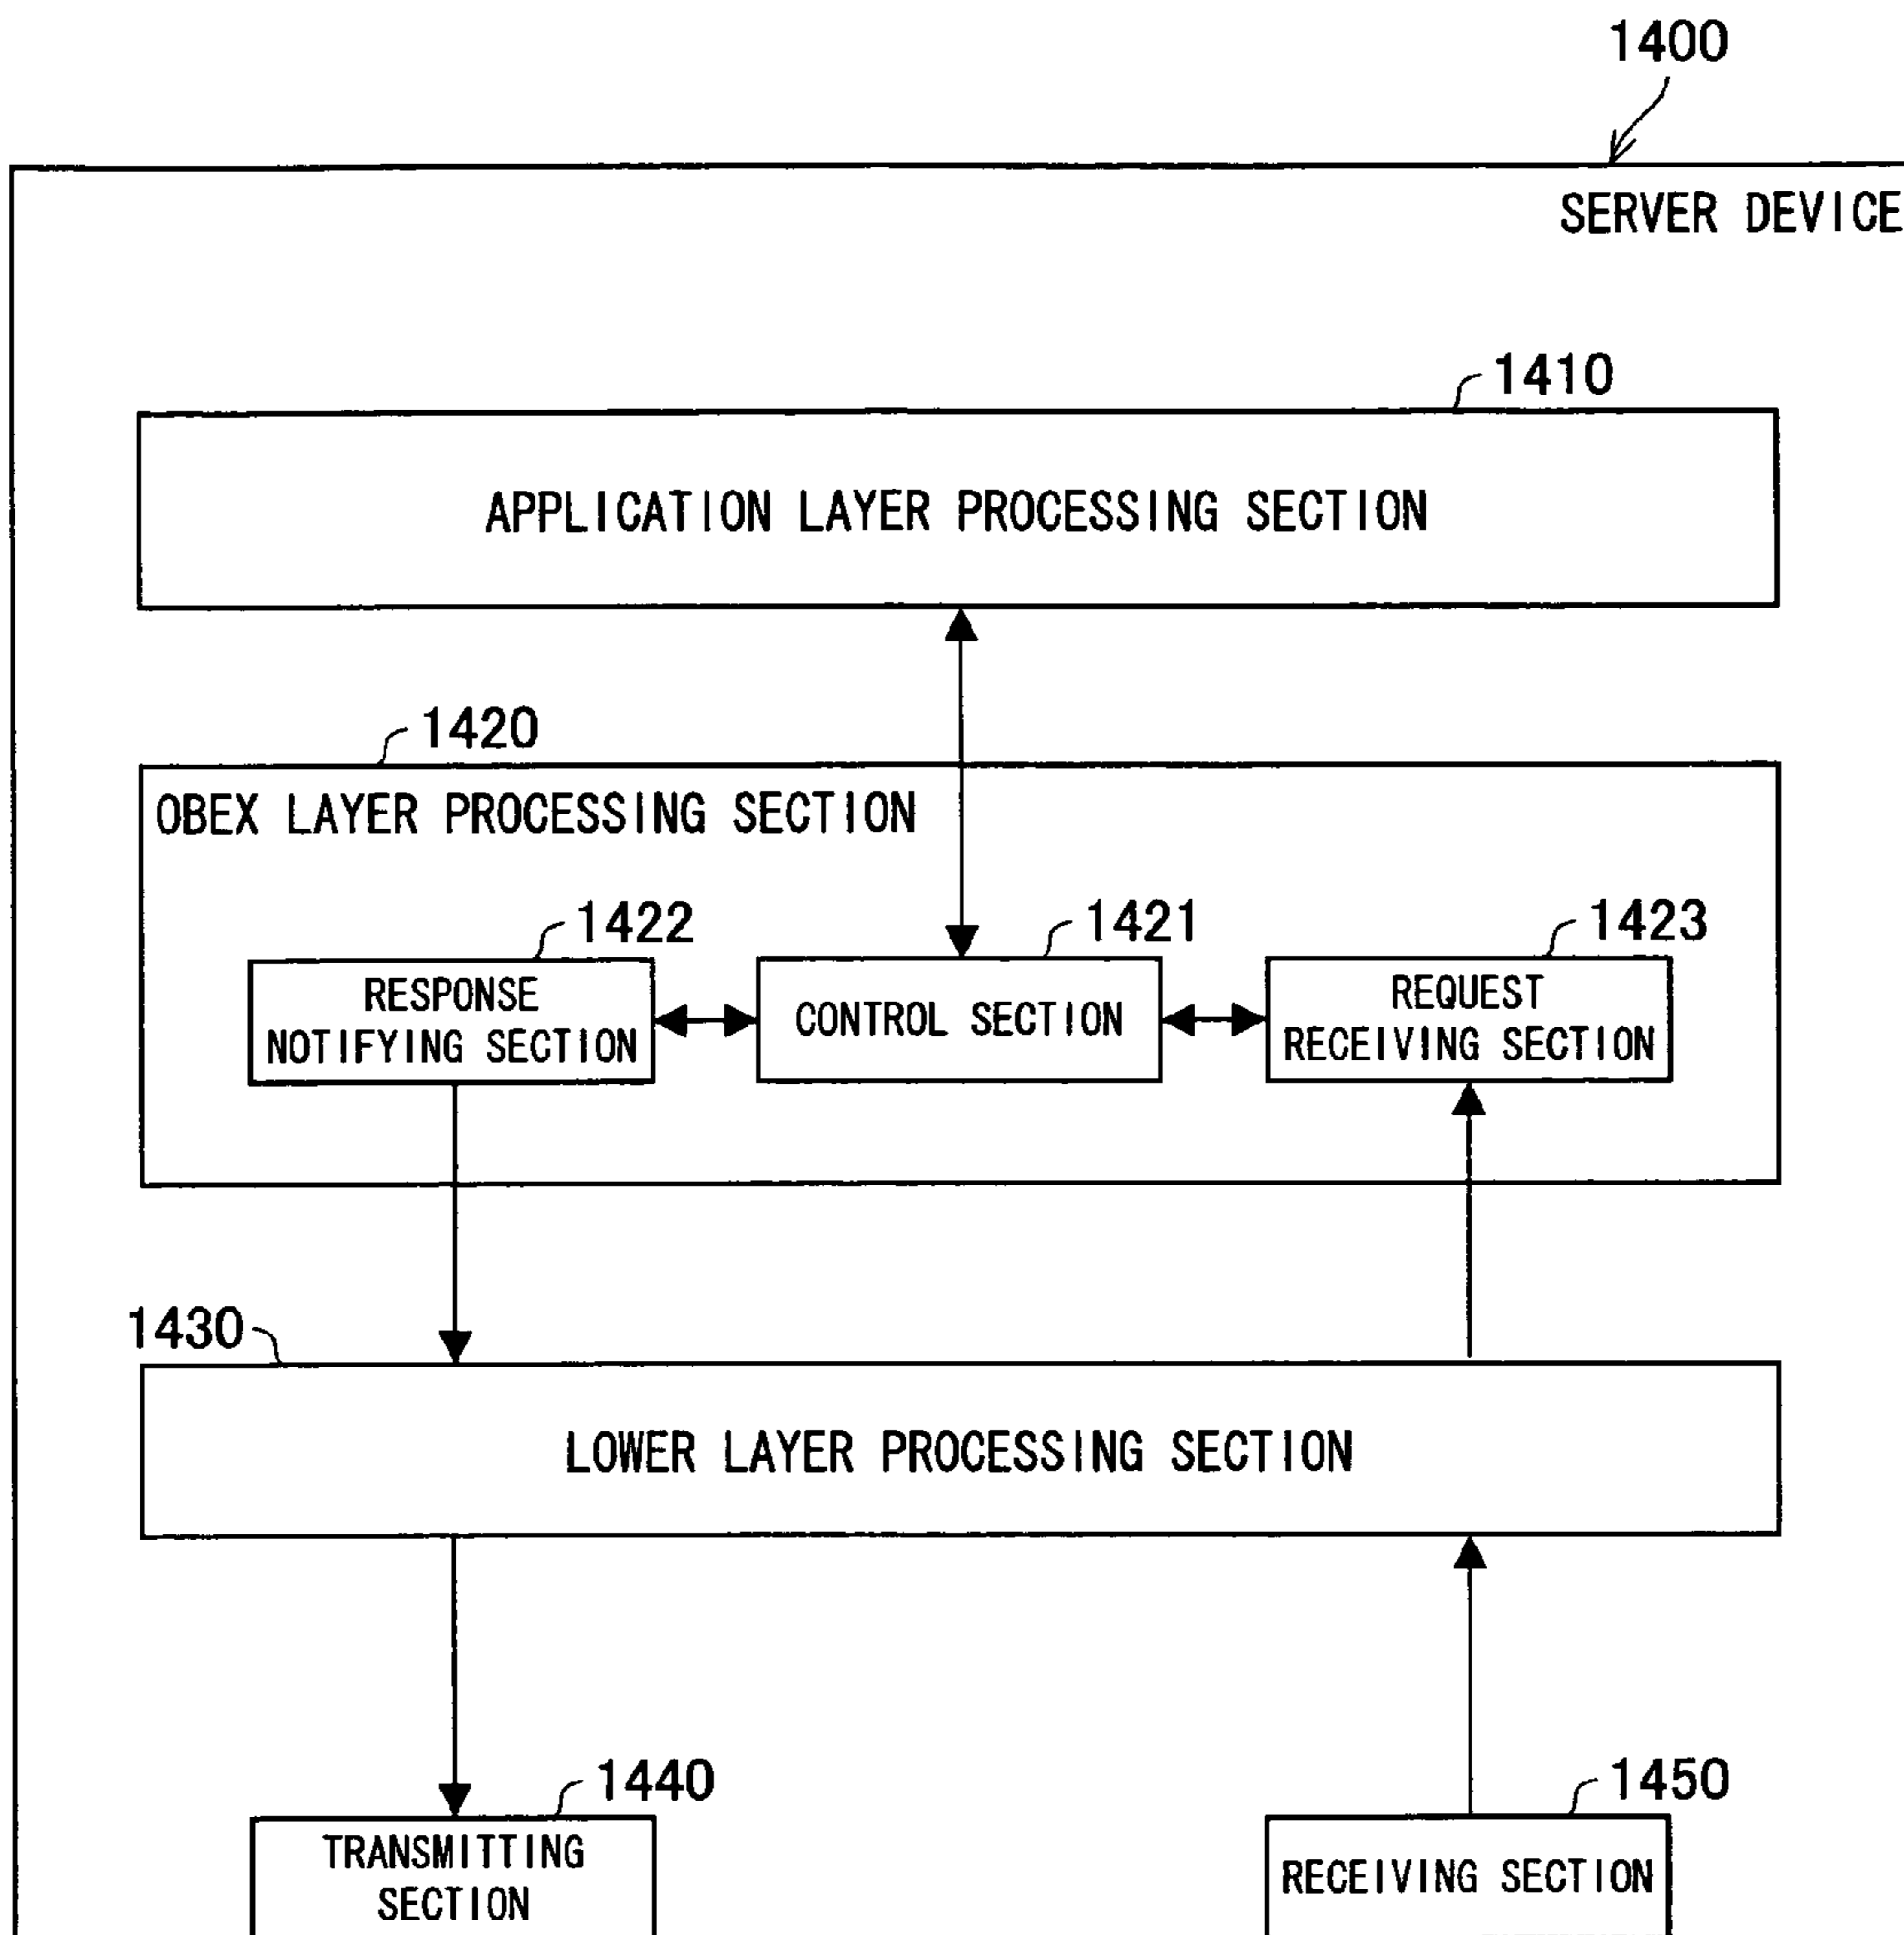 1400
SERVER DEVICE
1410
APPLICATION LAYER PROCESSING SECTION
1420
OBEX LAYER PROCESSING SECTION
1422
1421
1423
RESPONSE
NOTIFYING SECTION
CONTROL SECTION
REQUEST
RECEIVING SECTION
1430
LOWER LAYER PROCESSING SECTION
1440
1450
TRANSMITTING
SECTION
RECEIVING SECTION